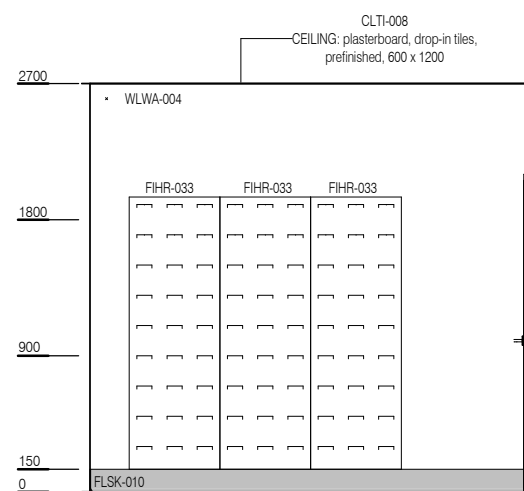 CLTI-008
CEILING: plasterboard, drop-in tiles,
prefinished, 600 x 1200
2700
WLWA-004
FIHR-033 FIHR-033 FIHR-033
1800
900
150
0
FLSK-010